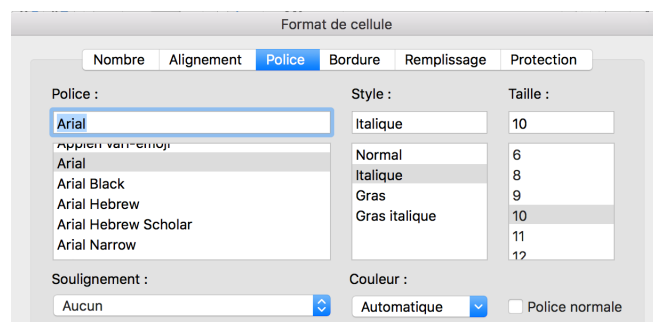 Format de cellule
Nombre Alignement Police Bordure Remplissage Protection
Police : Style : Taille :
Arial Italique 10
Arial Normal 6
Arial Black Italique 8
Arial Hebrew Gras 9
Arial Hebrew Scholar Gras italique 10
Arial Narrow 11
12
Soulignement : Couleur :
Aucun Automatique Police normale